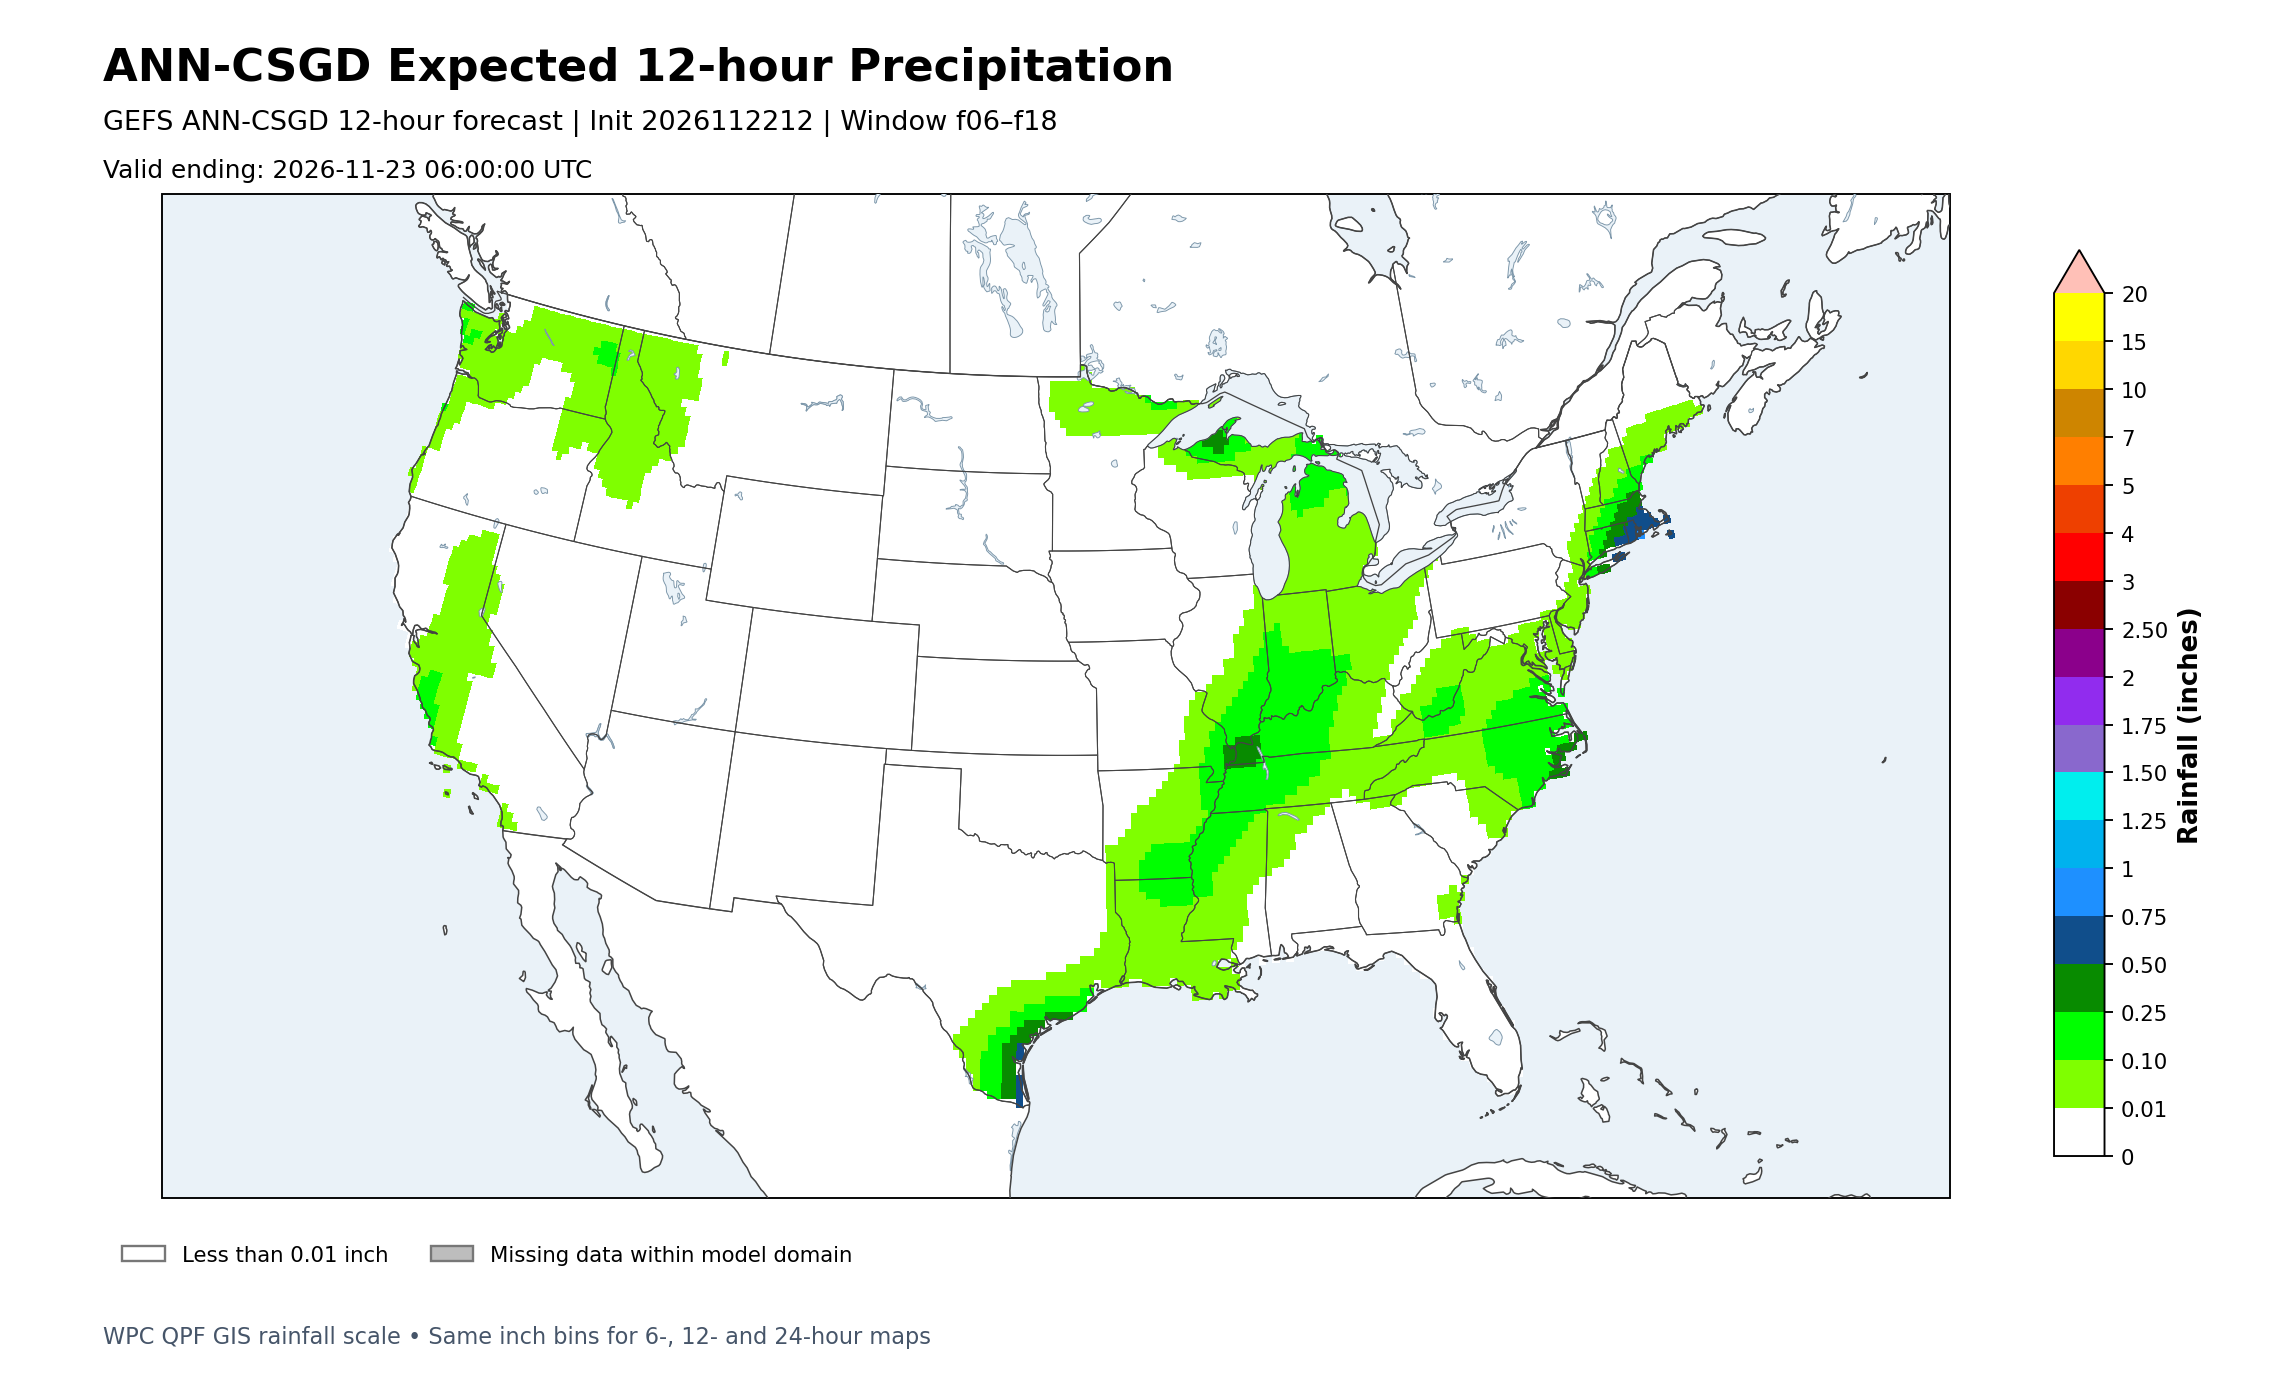 ANN-CSGD Expected 12-hour Precipitation
GEFS ANN-CSGD 12-hour forecast | Init 2026112212 | Window f06–f18
Valid ending: 2026-11-23 06:00:00 UTC
20
15
10
7
5
4
3
2.50
2
1.75
1.50
1.25
1
0.75
0.50
0.25
0.10
0.01
0
Rainfall (inches)
Less than 0.01 inch
Missing data within model domain
WPC QPF GIS rainfall scale • Same inch bins for 6-, 12- and 24-hour maps